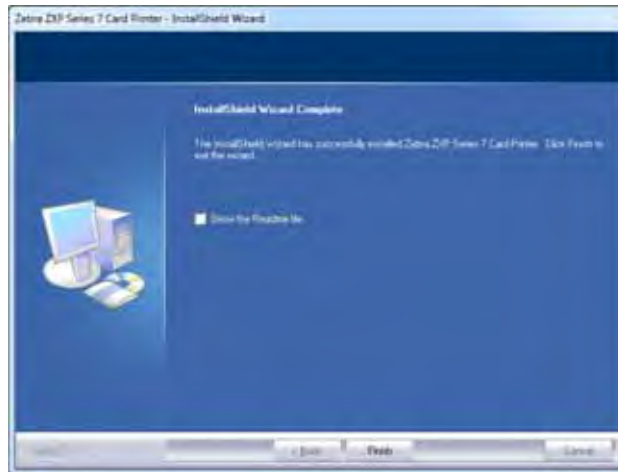 Zebra ZXP Series 7 Card Printer - InstallShield Wizard
InstallShield Wizard Complete
The InstallShield wizard has successfully installed Zebra ZXP Series 7 Card Printer. Click Finish to
exit the wizard.
Show the Readme file.
< Back
Finish
Cancel